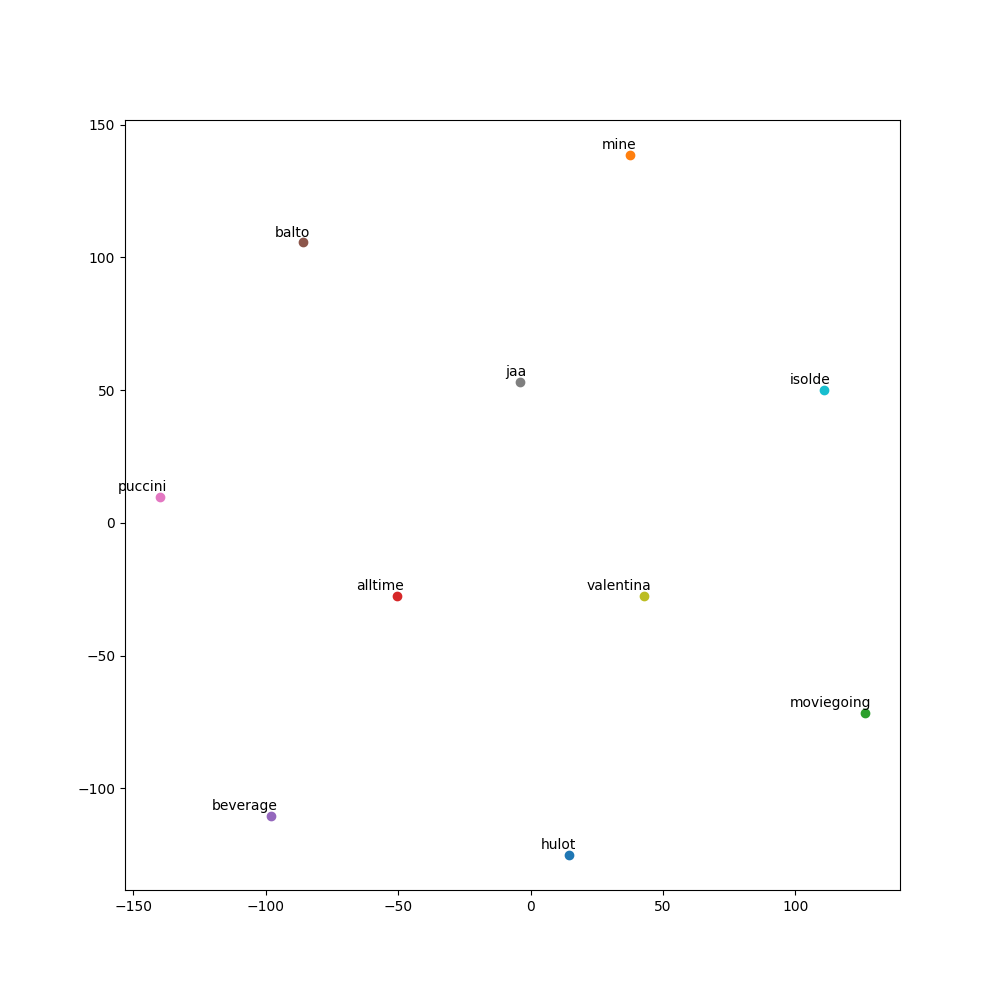 150
mine
balto
100
jaa
isolde
50
puccini
0
alltime
valentina
−50
moviegoing
−100
beverage
hulot
−150
−100
−50
0
50
100